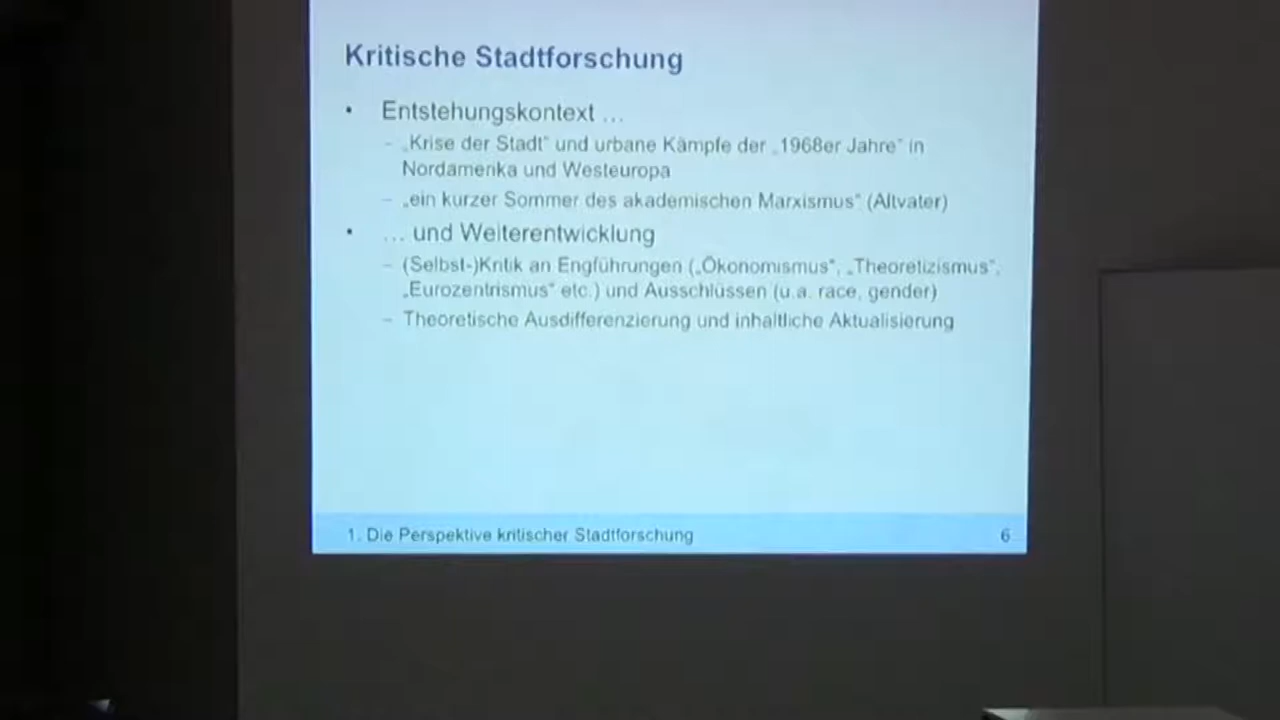 Kritische Stadtforschung
• Entstehungskontext ...
– „Krise der Stadt“ und urbane Kämpfe der „1968er Jahre“ in
Nordamerika und Westeuropa
– „ein kurzer Sommer des akademischen Marxismus“ (Altvater)
• ... und Weiterentwicklung
– (Selbst-)Kritik an Engführungen („Ökonomismus“, „Theoretizismus“,
„Eurozentrismus“ etc.) und Ausschlüssen (u.a. race, gender)
– Theoretische Ausdifferenzierung und inhaltliche Aktualisierung
1. Die Perspektive kritischer Stadtforschung 6